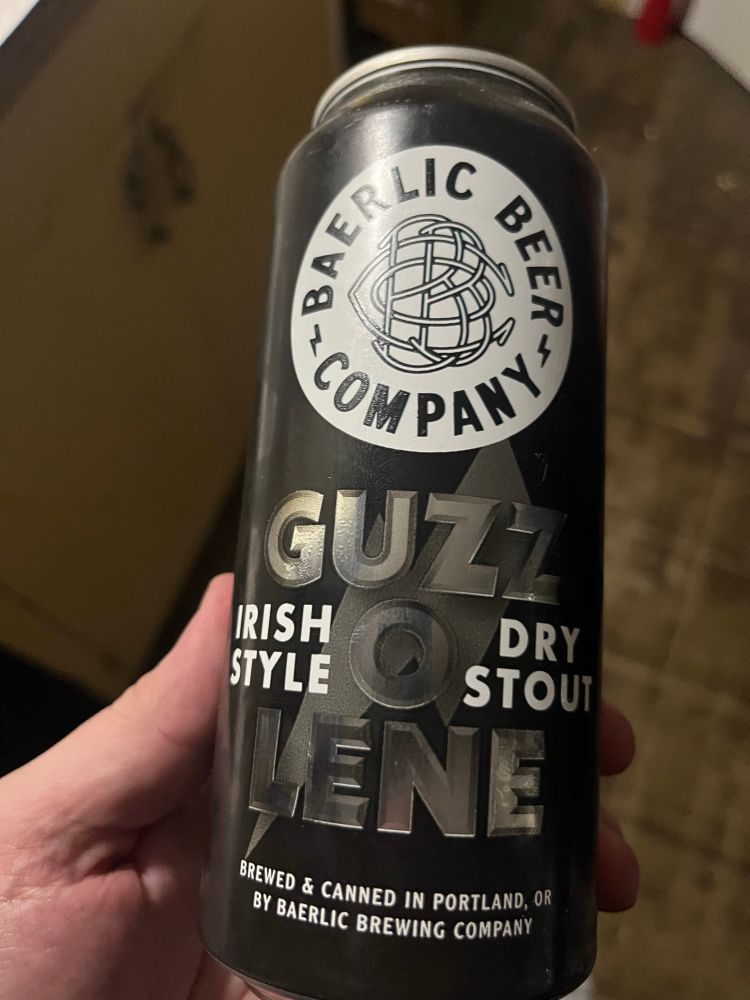 BAERLIC BEER
COMPANY
GUZZ
IRISH STYLE
O
DRY STOUT
LENE
BREWED & CANNED IN PORTLAND, OR
BY BAERLIC BREWING COMPANY